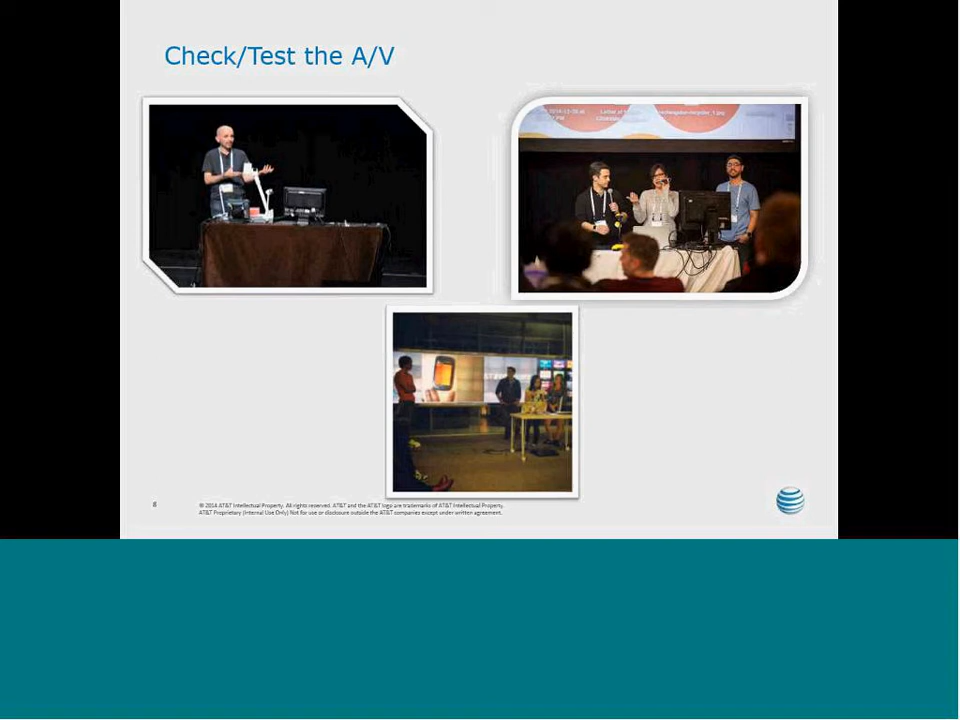 Check/Test the A/V
8
© 2014 AT&T Intellectual Property. All rights reserved. AT&T and the AT&T logo are trademarks of AT&T Intellectual Property.
AT&T Proprietary (Internal Use Only) Not for use or disclosure outside the AT&T companies except under written agreement.